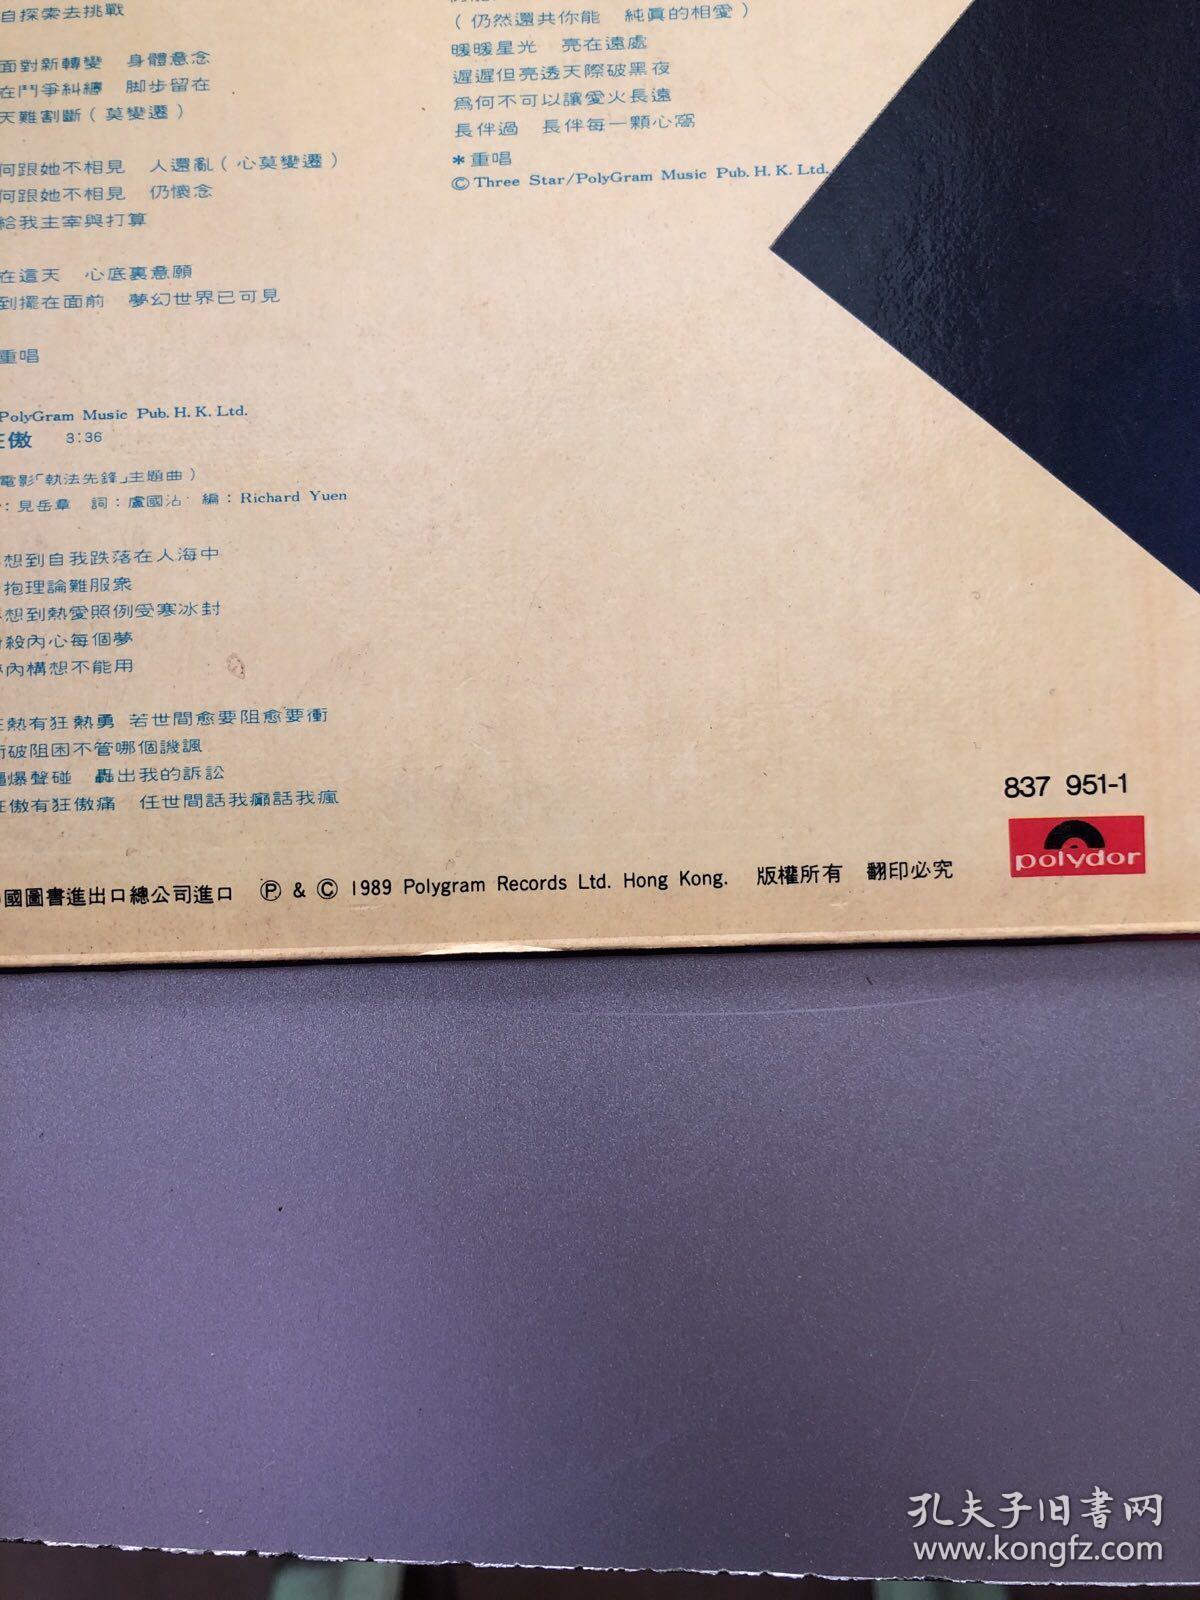 自探索去挑戰
面對新轉變　身體意念
在鬥爭糾纏　脚步留在
天難割斷（莫變遷）
何跟她不相見　人還亂（心莫變遷）
何跟她不相見　仍懷念
給我主宰與打算
在這天　心底裏意願
到擺在面前　夢幻世界已可見
重唱
PolyGram Music Pub. H. K. Ltd.
狂傲　3:36
電影「執法先鋒」主題曲）
：見岳章　詞：盧國沾　編：Richard Yuen
想到自我跌落在人海中
抱理論難服衆
想到熱愛照例受寒冰封
殺內心每個夢
內構想不能用
狂熱有狂熱勇 若世間愈要阻愈要衝
衝破阻困不管哪個譏諷
爆聲碰　轟出我的訴訟
狂傲有狂傲痛　任世間話我癲話我瘋
（仍然還共你能　純真的相愛）
暖暖星光　亮在遠處
遲遲但亮透天際破黑夜
爲何不可以讓愛火長遠
長伴過　長伴每一顆心窩
*重唱
© Three Star/PolyGram Music Pub. H. K. Ltd.
837 951-1
polydor
中國圖書進出口總公司進口　℗ & © 1989 Polygram Records Ltd. Hong Kong.　版權所有　翻印必究
孔夫子旧书网
www.kongfz.com